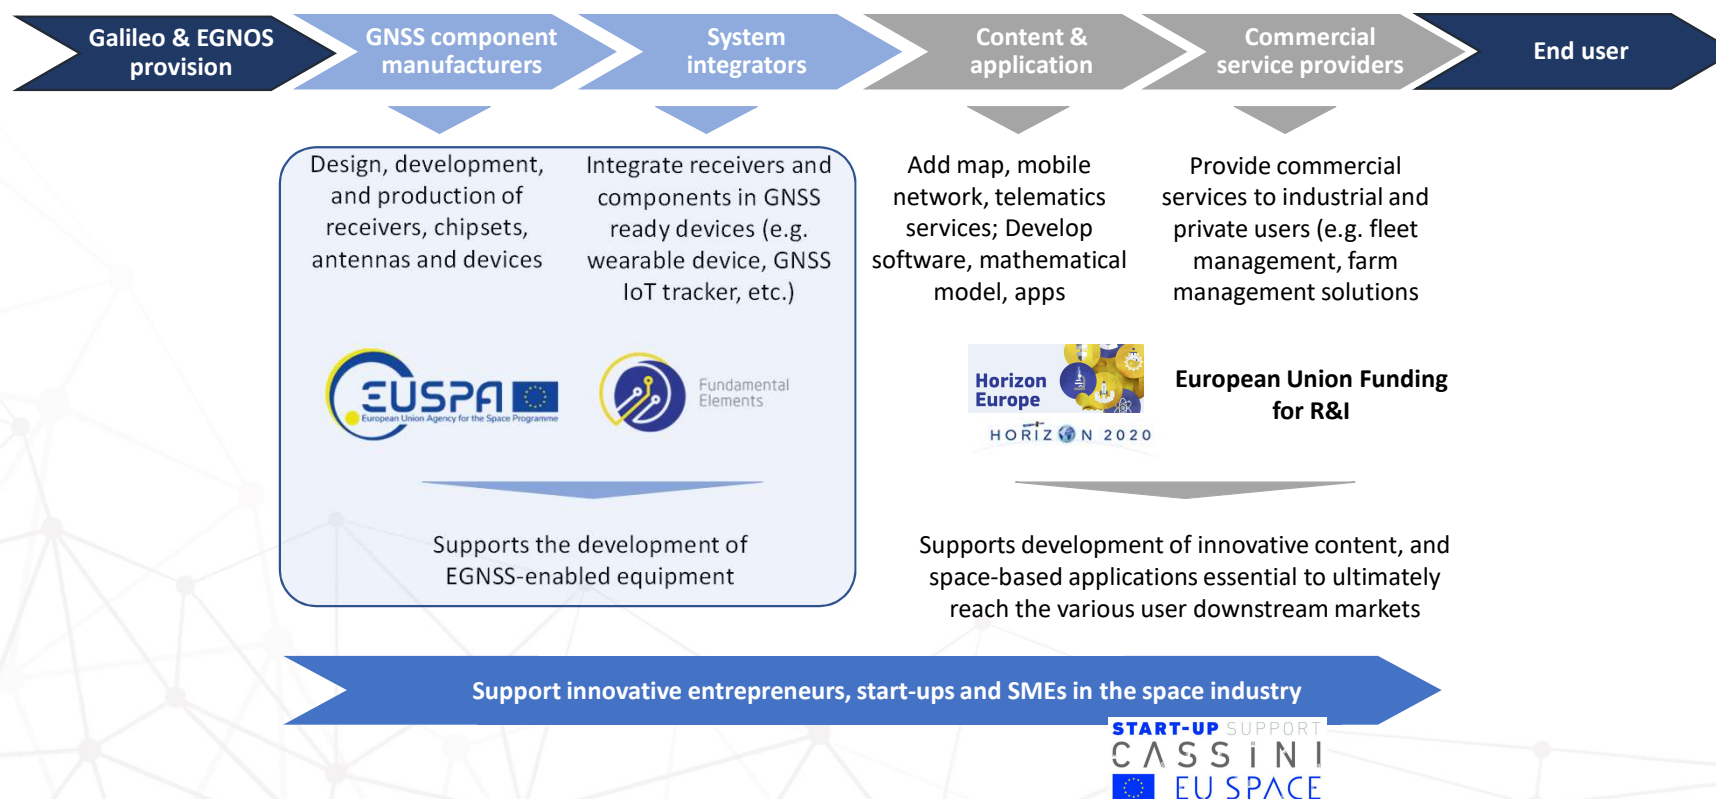 Galileo & EGNOS
provision
GNSS component
manufacturers
System
integrators
Content &
application
Commercial
service providers
End user
Design, development,
and production of
receivers, chipsets,
antennas and devices
Integrate receivers and
components in GNSS
ready devices (e.g.
wearable device, GNSS
IoT tracker, etc.)
Add map, mobile
network, telematics
services; Develop
software, mathematical
model, apps
Provide commercial
services to industrial and
private users (e.g. fleet
management, farm
management solutions
EUSPA
European Union Agency for the Space Programme
Fundamental
Elements
Horizon
Europe
HORIZON 2020
European Union Funding
for R&I
Supports the development of
EGNSS-enabled equipment
Supports development of innovative content, and
space-based applications essential to ultimately
reach the various user downstream markets
Support innovative entrepreneurs, start-ups and SMEs in the space industry
START-UP SUPPORT
CASSINI
EU SPACE